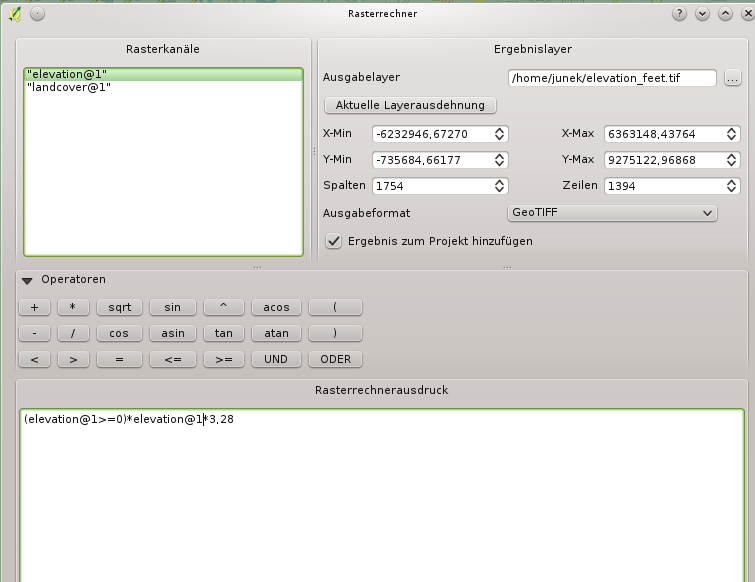 Rasterrechner
Rasterkanäle
"elevation@1"
"landcover@1"
Ergebnislayer
Ausgabelayer /home/junek/elevation_feet.tif ...
Aktuelle Layerausdehnung
X-Min -6232946,67270 X-Max 6363148,43764
Y-Min -735684,66177 Y-Max 9275122,96868
Spalten 1754 Zeilen 1394
Ausgabeformat GeoTIFF
Ergebnis zum Projekt hinzufügen
Operatoren
+ * sqrt sin ^ acos (
- / cos asin tan atan )
< > = <= >= UND ODER
Rasterrechnerausdruck
(elevation@1>=0)*elevation@1*3,28